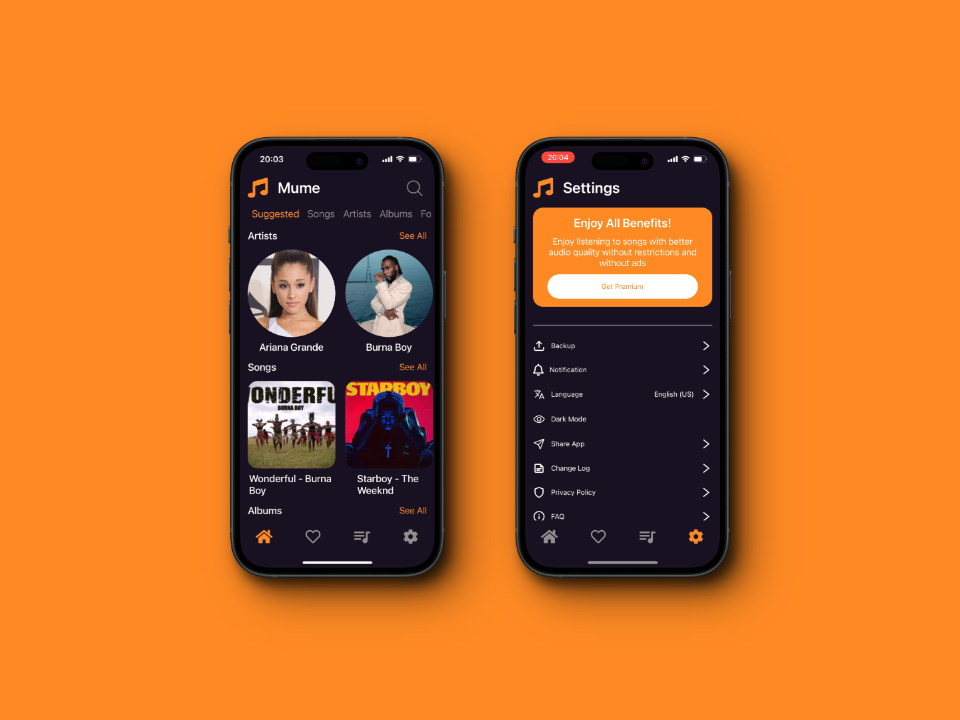 20:03
Mume
Suggested Songs Artists Albums Fo
Artists See All
Ariana Grande Burna Boy
Songs See All
ONDERFU
BURNA BOY
STARBOY
Wonderful - Burna
Boy
Starboy - The
Weeknd
Albums See All
20:04
Settings
Enjoy All Benefits!
Enjoy listening to songs with better
audio quality without restrictions and
without ads
Get Premium
Backup
Notification
Language English (US)
Dark Mode
Share App
Change Log
Privacy Policy
FAQ